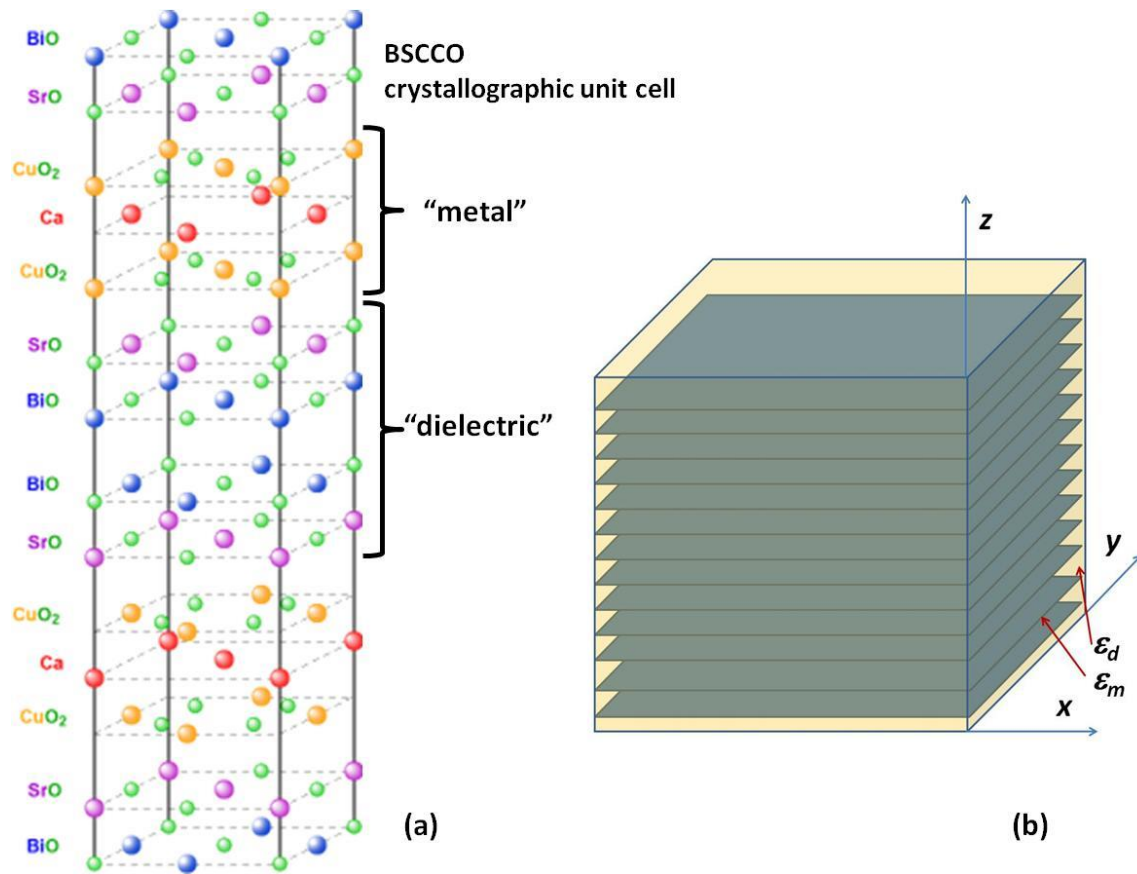 BiO
BSCCO
crystallographic unit cell
SrO
CuO₂
"metal"
Ca
CuO₂
SrO
BiO
"dielectric"
BiO
SrO
CuO₂
Ca
CuO₂
SrO
BiO
(a)
z
y
εd
εm
x
(b)